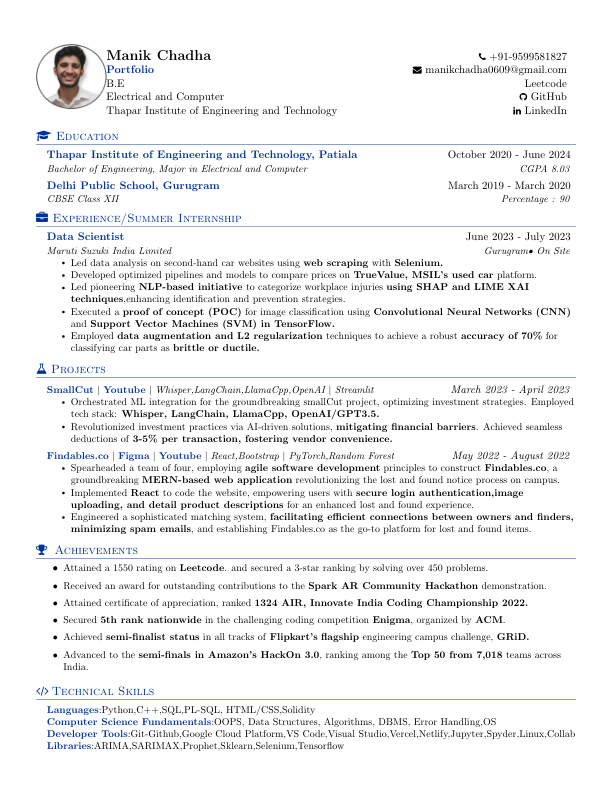 Manik Chadha
Portfolio
B.E
Electrical and Computer
Thapar Institute of Engineering and Technology
+91-9599581827
manikchadha0609@gmail.com
Leetcode
GitHub
LinkedIn
Education
Thapar Institute of Engineering and Technology, Patiala October 2020 - June 2024
Bachelor of Engineering, Major in Electrical and Computer CGPA 8.03
Delhi Public School, Gurugram March 2019 - March 2020
CBSE Class XII Percentage : 90
Experience/Summer Internship
Data Scientist June 2023 - July 2023
Maruti Suzuki India Limited Gurugram• On Site
• Led data analysis on second-hand car websites using web scraping with Selenium.
• Developed optimized pipelines and models to compare prices on TrueValue, MSIL's used car platform.
• Led pioneering NLP-based initiative to categorize workplace injuries using SHAP and LIME XAI
techniques,enhancing identification and prevention strategies.
• Executed a proof of concept (POC) for image classification using Convolutional Neural Networks (CNN)
and Support Vector Machines (SVM) in TensorFlow.
• Employed data augmentation and L2 regularization techniques to achieve a robust accuracy of 70% for
classifying car parts as brittle or ductile.
Projects
SmallCut | Youtube | Whisper,LangChain,LlamaCpp,OpenAI | Streamlit March 2023 - April 2023
• Orchestrated ML integration for the groundbreaking smallCut project, optimizing investment strategies. Employed
tech stack: Whisper, LangChain, LlamaCpp, OpenAI/GPT3.5.
• Revolutionized investment practices via AI-driven solutions, mitigating financial barriers. Achieved seamless
deductions of 3-5% per transaction, fostering vendor convenience.
Findables.co | Figma | Youtube | React,Bootstrap | PyTorch,Random Forest May 2022 - August 2022
• Spearheaded a team of four, employing agile software development principles to construct Findables.co, a
groundbreaking MERN-based web application revolutionizing the lost and found notice process on campus.
• Implemented React to code the website, empowering users with secure login authentication,image
uploading, and detail product descriptions for an enhanced lost and found experience.
• Engineered a sophisticated matching system, facilitating efficient connections between owners and finders,
minimizing spam emails, and establishing Findables.co as the go-to platform for lost and found items.
Achievements
• Attained a 1550 rating on Leetcode. and secured a 3-star ranking by solving over 450 problems.
• Received an award for outstanding contributions to the Spark AR Community Hackathon demonstration.
• Attained certificate of appreciation, ranked 1324 AIR, Innovate India Coding Championship 2022.
• Secured 5th rank nationwide in the challenging coding competition Enigma, organized by ACM.
• Achieved semi-finalist status in all tracks of Flipkart's flagship engineering campus challenge, GRiD.
• Advanced to the semi-finals in Amazon's HackOn 3.0, ranking among the Top 50 from 7,018 teams across
India.
Technical Skills
Languages:Python,C++,SQL,PL-SQL, HTML/CSS,Solidity
Computer Science Fundamentals:OOPS, Data Structures, Algorithms, DBMS, Error Handling,OS
Developer Tools:Git-Github,Google Cloud Platform,VS Code,Visual Studio,Vercel,Netlify,Jupyter,Spyder,Linux,Collab
Libraries:ARIMA,SARIMAX,Prophet,Sklearn,Selenium,Tensorflow